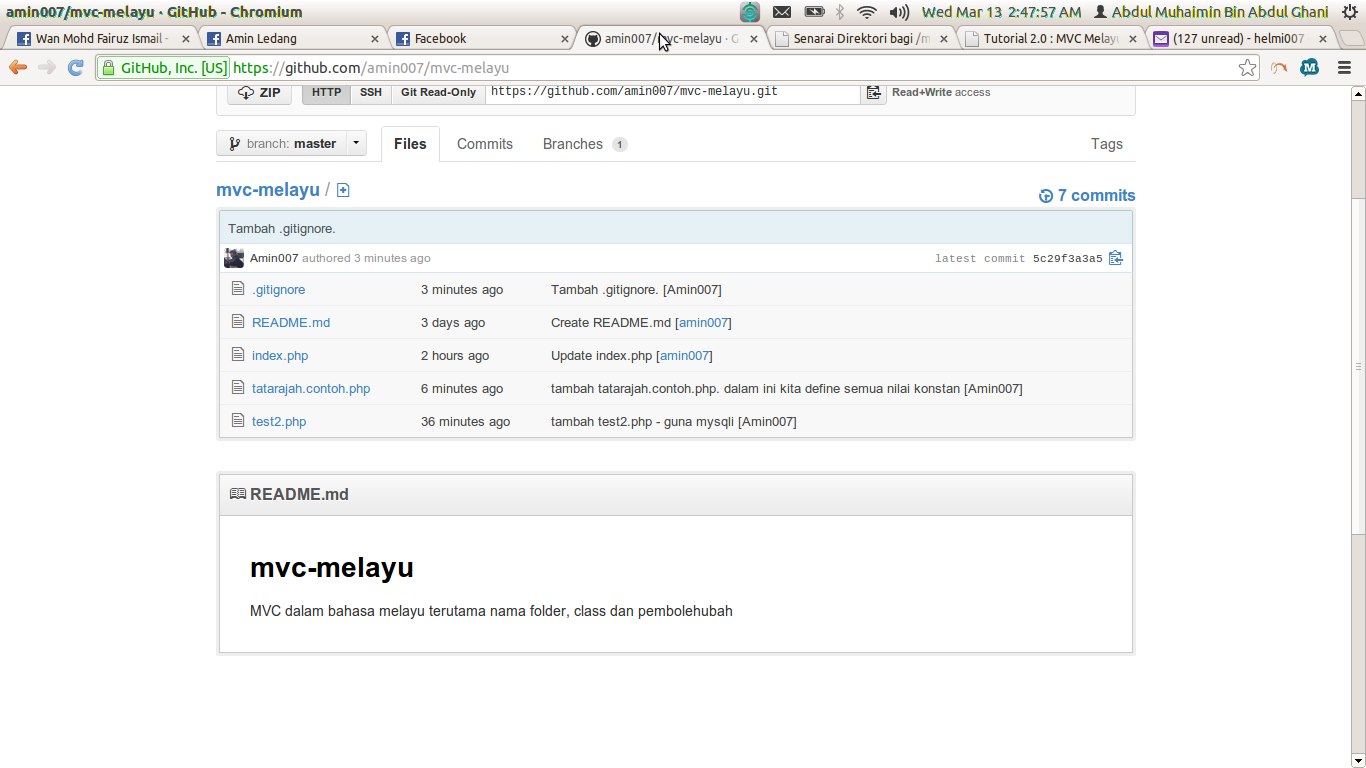 amin007/mvc-melayu · GitHub - Chromium
Wed Mar 13 2:47:57 AM
Abdul Muhaimin Bin Abdul Ghani
Wan Mohd Fairuz Ismail -
Amin Ledang
Facebook
Senarai Direktori bagi /m
Tutorial 2.0 : MVC Melayu
(127 unread) - helmi007
GitHub, Inc. [US] https://github.com/amin007/mvc-melayu
ZIP HTTP SSH Git Read-Only https://github.com/amin007/mvc-melayu.git Read+Write access
branch: master Files Commits Branches 1 Tags
mvc-melayu /
7 commits
Tambah .gitignore.
Amin007 authored 3 minutes ago latest commit 5c29f3a3a5
.gitignore 3 minutes ago Tambah .gitignore. [Amin007]
README.md 3 days ago Create README.md [amin007]
index.php 2 hours ago Update index.php [amin007]
tatarajah.contoh.php 6 minutes ago tambah tatarajah.contoh.php. dalam ini kita define semua nilai konstan [Amin007]
test2.php 36 minutes ago tambah test2.php - guna mysqli [Amin007]
README.md
mvc-melayu
MVC dalam bahasa melayu terutama nama folder, class dan pembolehubah